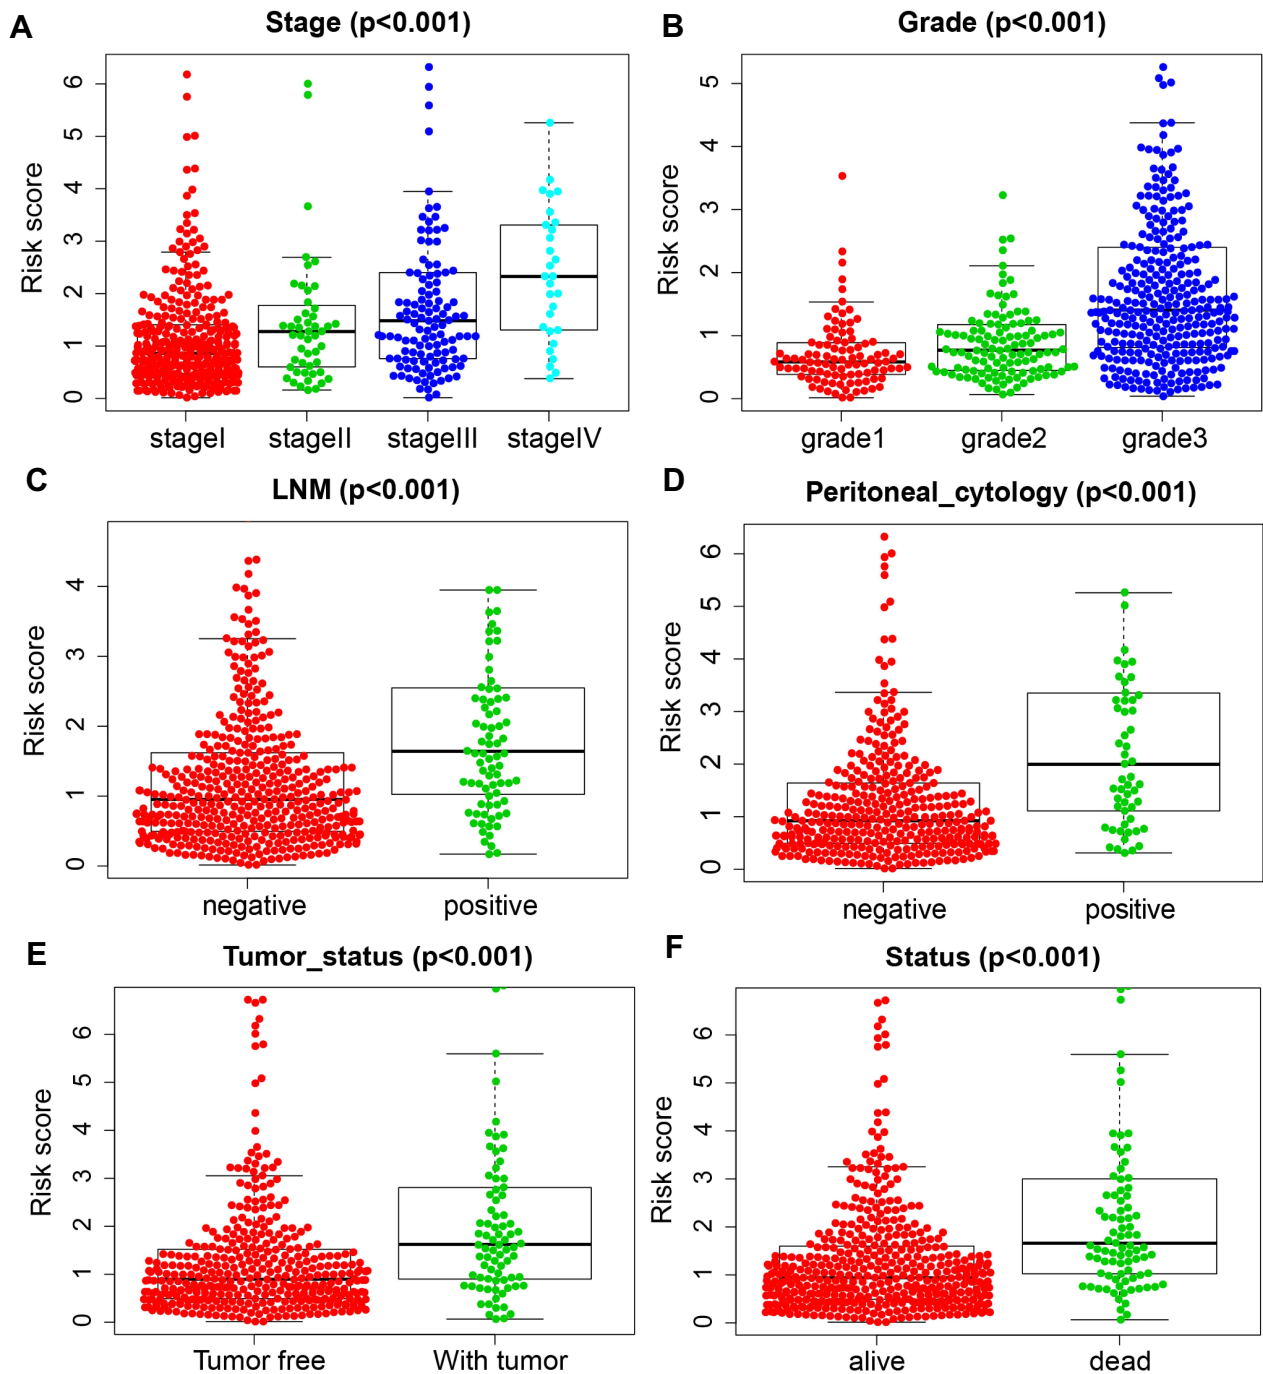 A
Stage (p<0.001)
Risk score
0
1
2
3
4
5
6
stageI
stageII
stageIII
stageIV
B
Grade (p<0.001)
Risk score
0
1
2
3
4
5
grade1
grade2
grade3
C
LNM (p<0.001)
Risk score
0
1
2
3
4
negative
positive
D
Peritoneal_cytology (p<0.001)
Risk score
0
1
2
3
4
5
6
negative
positive
E
Tumor_status (p<0.001)
Risk score
0
1
2
3
4
5
6
Tumor free
With tumor
F
Status (p<0.001)
Risk score
0
1
2
3
4
5
6
alive
dead